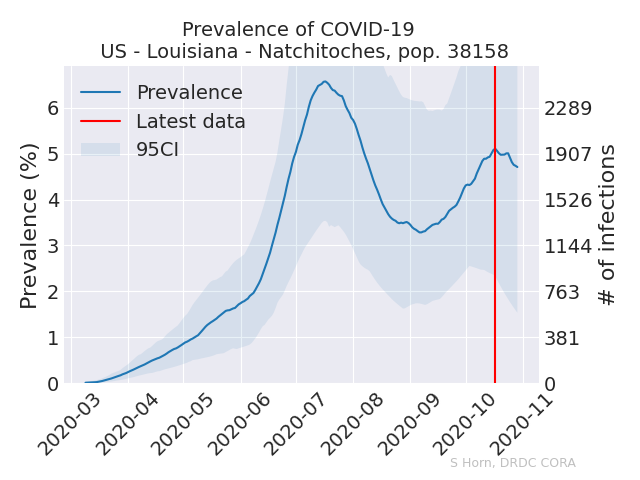 Prevalence of COVID-19
US - Louisiana - Natchitoches, pop. 38158
Prevalence
Latest data
95CI
Prevalence (%)
6
5
4
3
2
1
0
2289
1907
1526
1144
763
381
0
# of infections
2020-03
2020-04
2020-05
2020-06
2020-07
2020-08
2020-09
2020-10
2020-11
S Horn, DRDC CORA